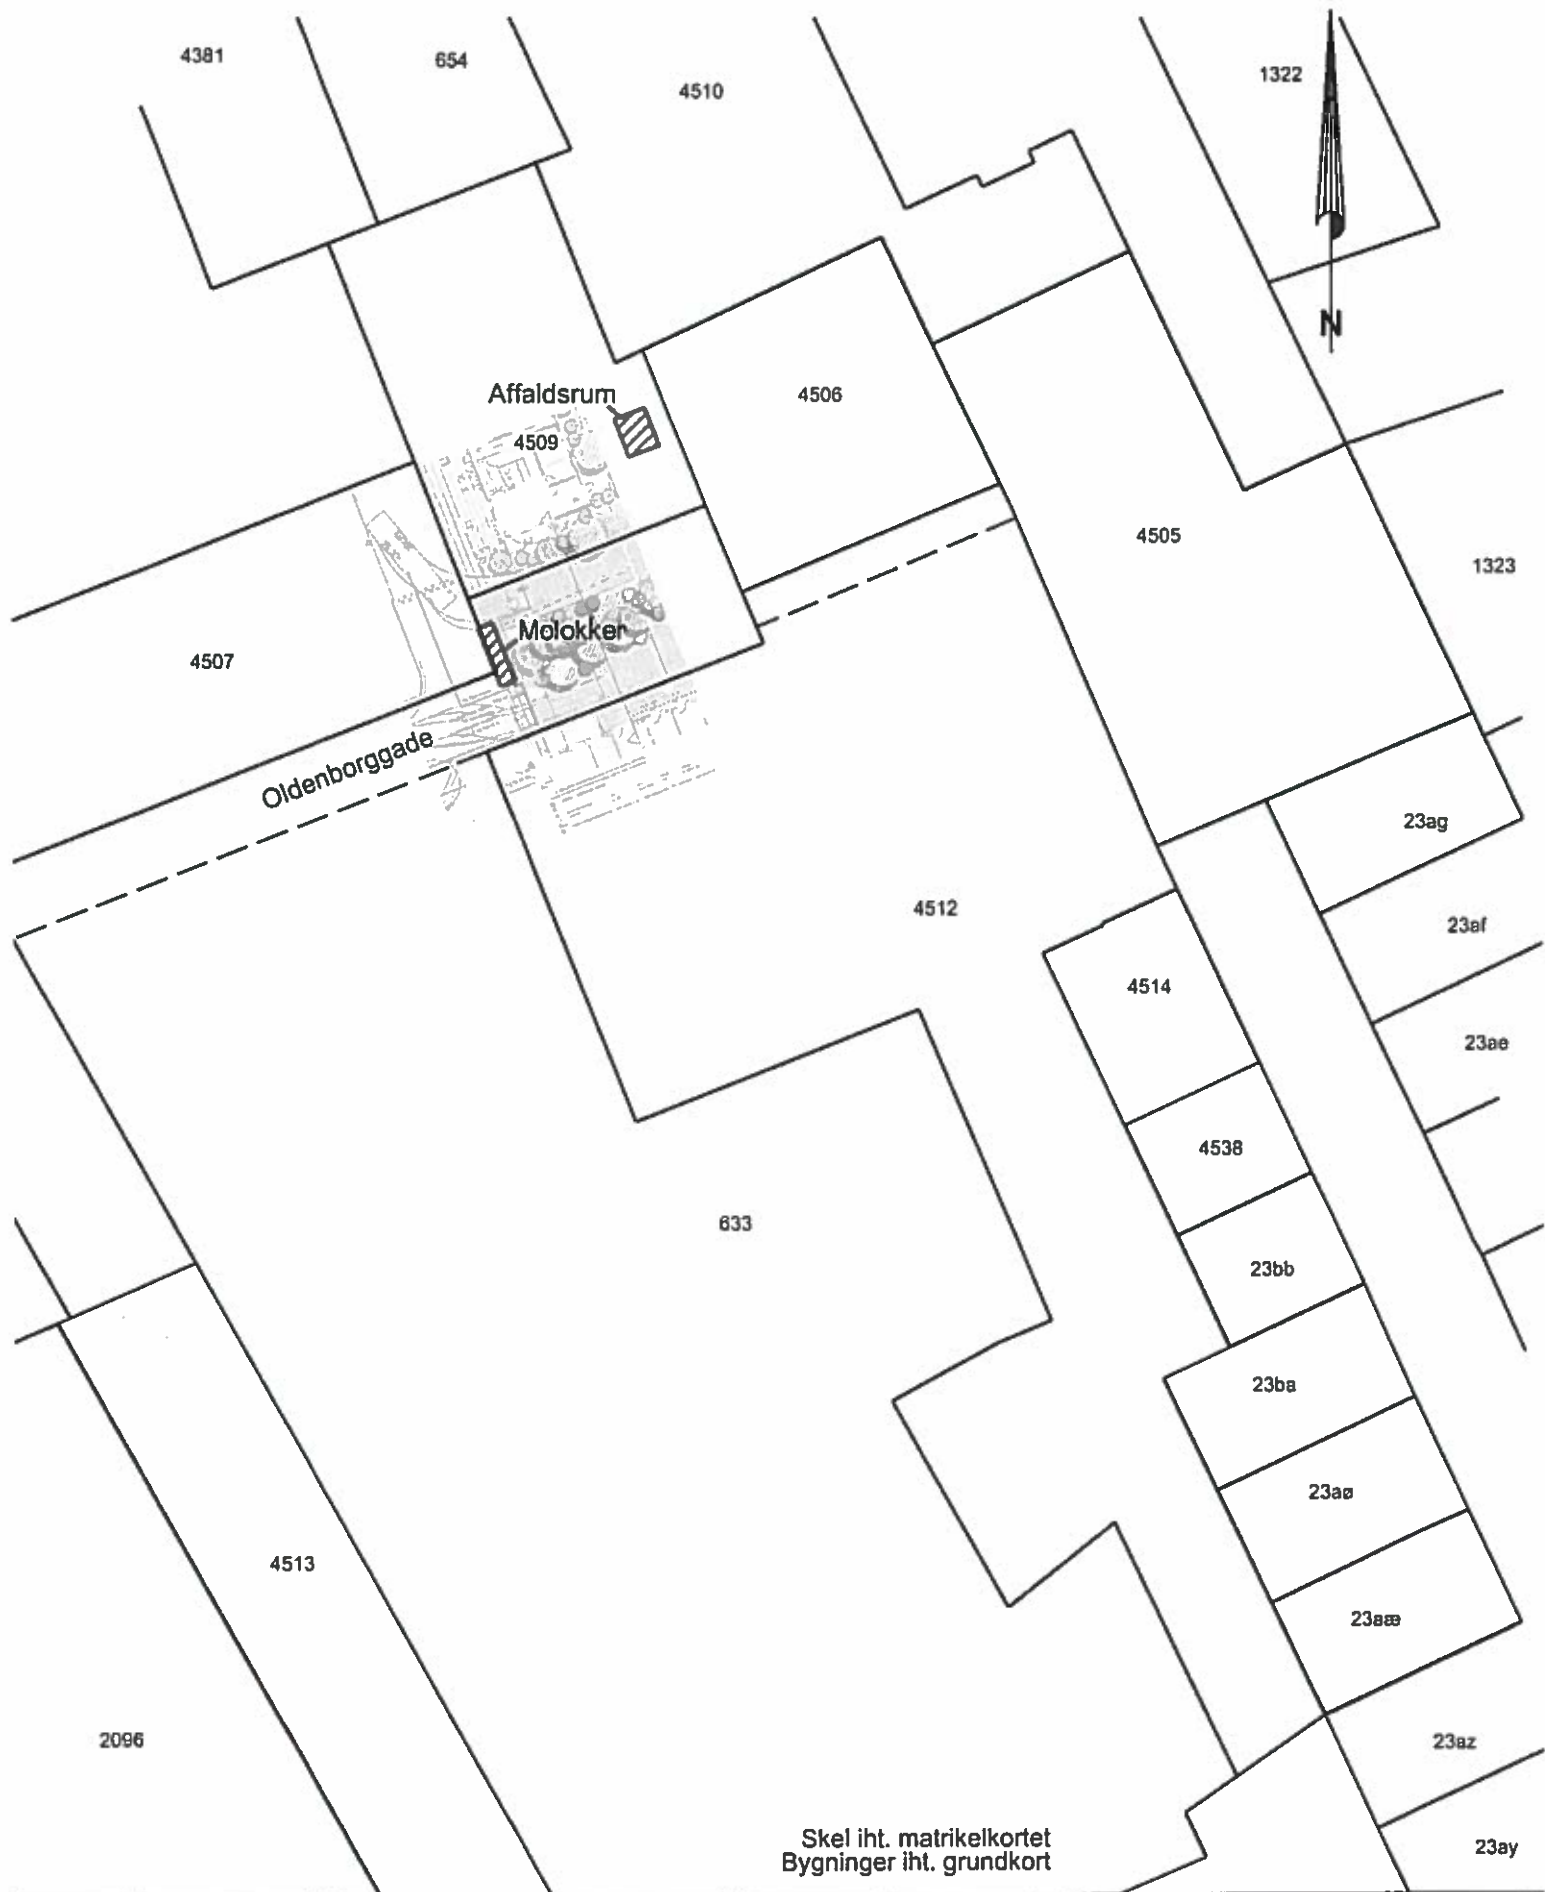 4381
654
4510
1322
N
Affaldsrum
4509
4506
4505
1323
Molokker
4507
Oldenborggade
23ag
4512
23af
4514
23ae
4538
633
23bb
23ba
23aø
4513
23aæ
2096
23az
Skel iht. matrikelkortet
Bygninger iht. grundkort
23ay